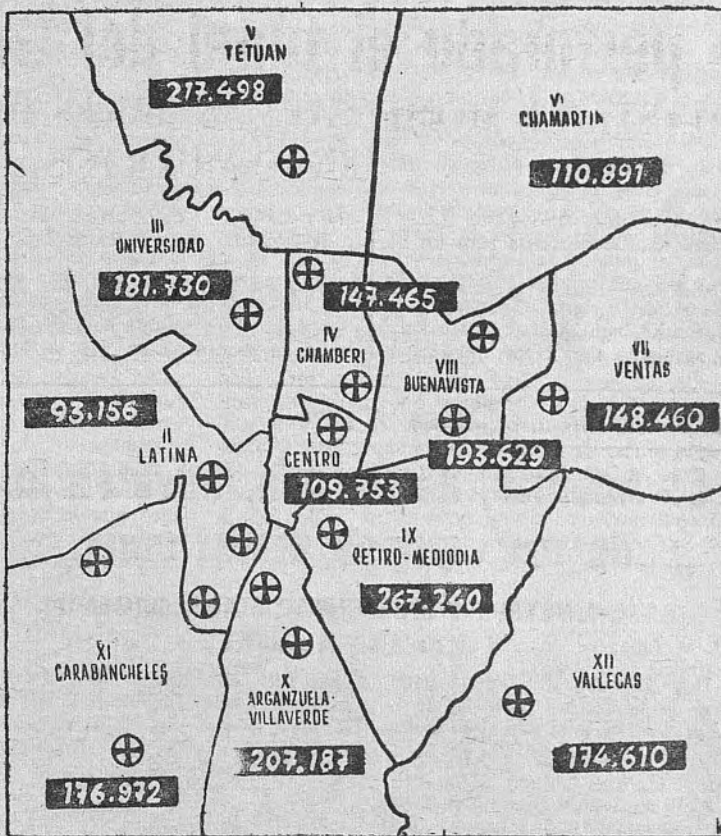 V
TETUAN
217.498
VI
CHAMARTIN
110.891
III
UNIVERSIDAD
181.730
147.465
IV
CHAMBERI
VIII
BUENAVISTA
193.629
VII
VENTAS
148.460
93.156
II
LATINA
I
CENTRO
109.753
IX
RETIRO-MEDIODIA
267.240
XI
CARABANCHELES
176.972
X
ARGANZUELA-
VILLAVERDE
207.187
XII
VALLECAS
174.610